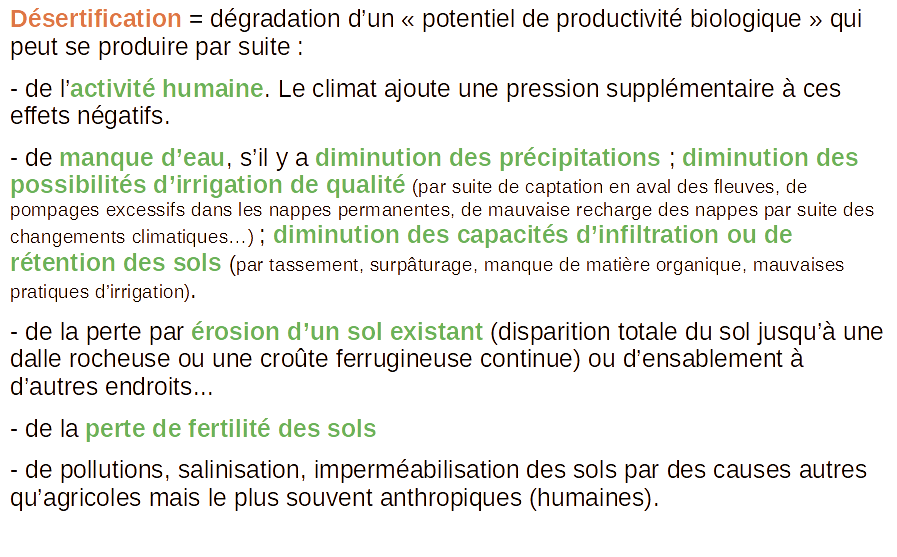 Désertification = dégradation d’un « potentiel de productivité biologique » qui
peut se produire par suite :
- de l’activité humaine. Le climat ajoute une pression supplémentaire à ces
effets négatifs.
- de manque d’eau, s’il y a diminution des précipitations ; diminution des
possibilités d’irrigation de qualité (par suite de captation en aval des fleuves, de
pompages excessifs dans les nappes permanentes, de mauvaise recharge des nappes par suite des
changements climatiques…) ; diminution des capacités d’infiltration ou de
rétention des sols (par tassement, surpâturage, manque de matière organique, mauvaises
pratiques d’irrigation).
- de la perte par érosion d’un sol existant (disparition totale du sol jusqu’à une
dalle rocheuse ou une croûte ferrugineuse continue) ou d’ensablement à
d’autres endroits...
- de la perte de fertilité des sols
- de pollutions, salinisation, imperméabilisation des sols par des causes autres
qu’agricoles mais le plus souvent anthropiques (humaines).